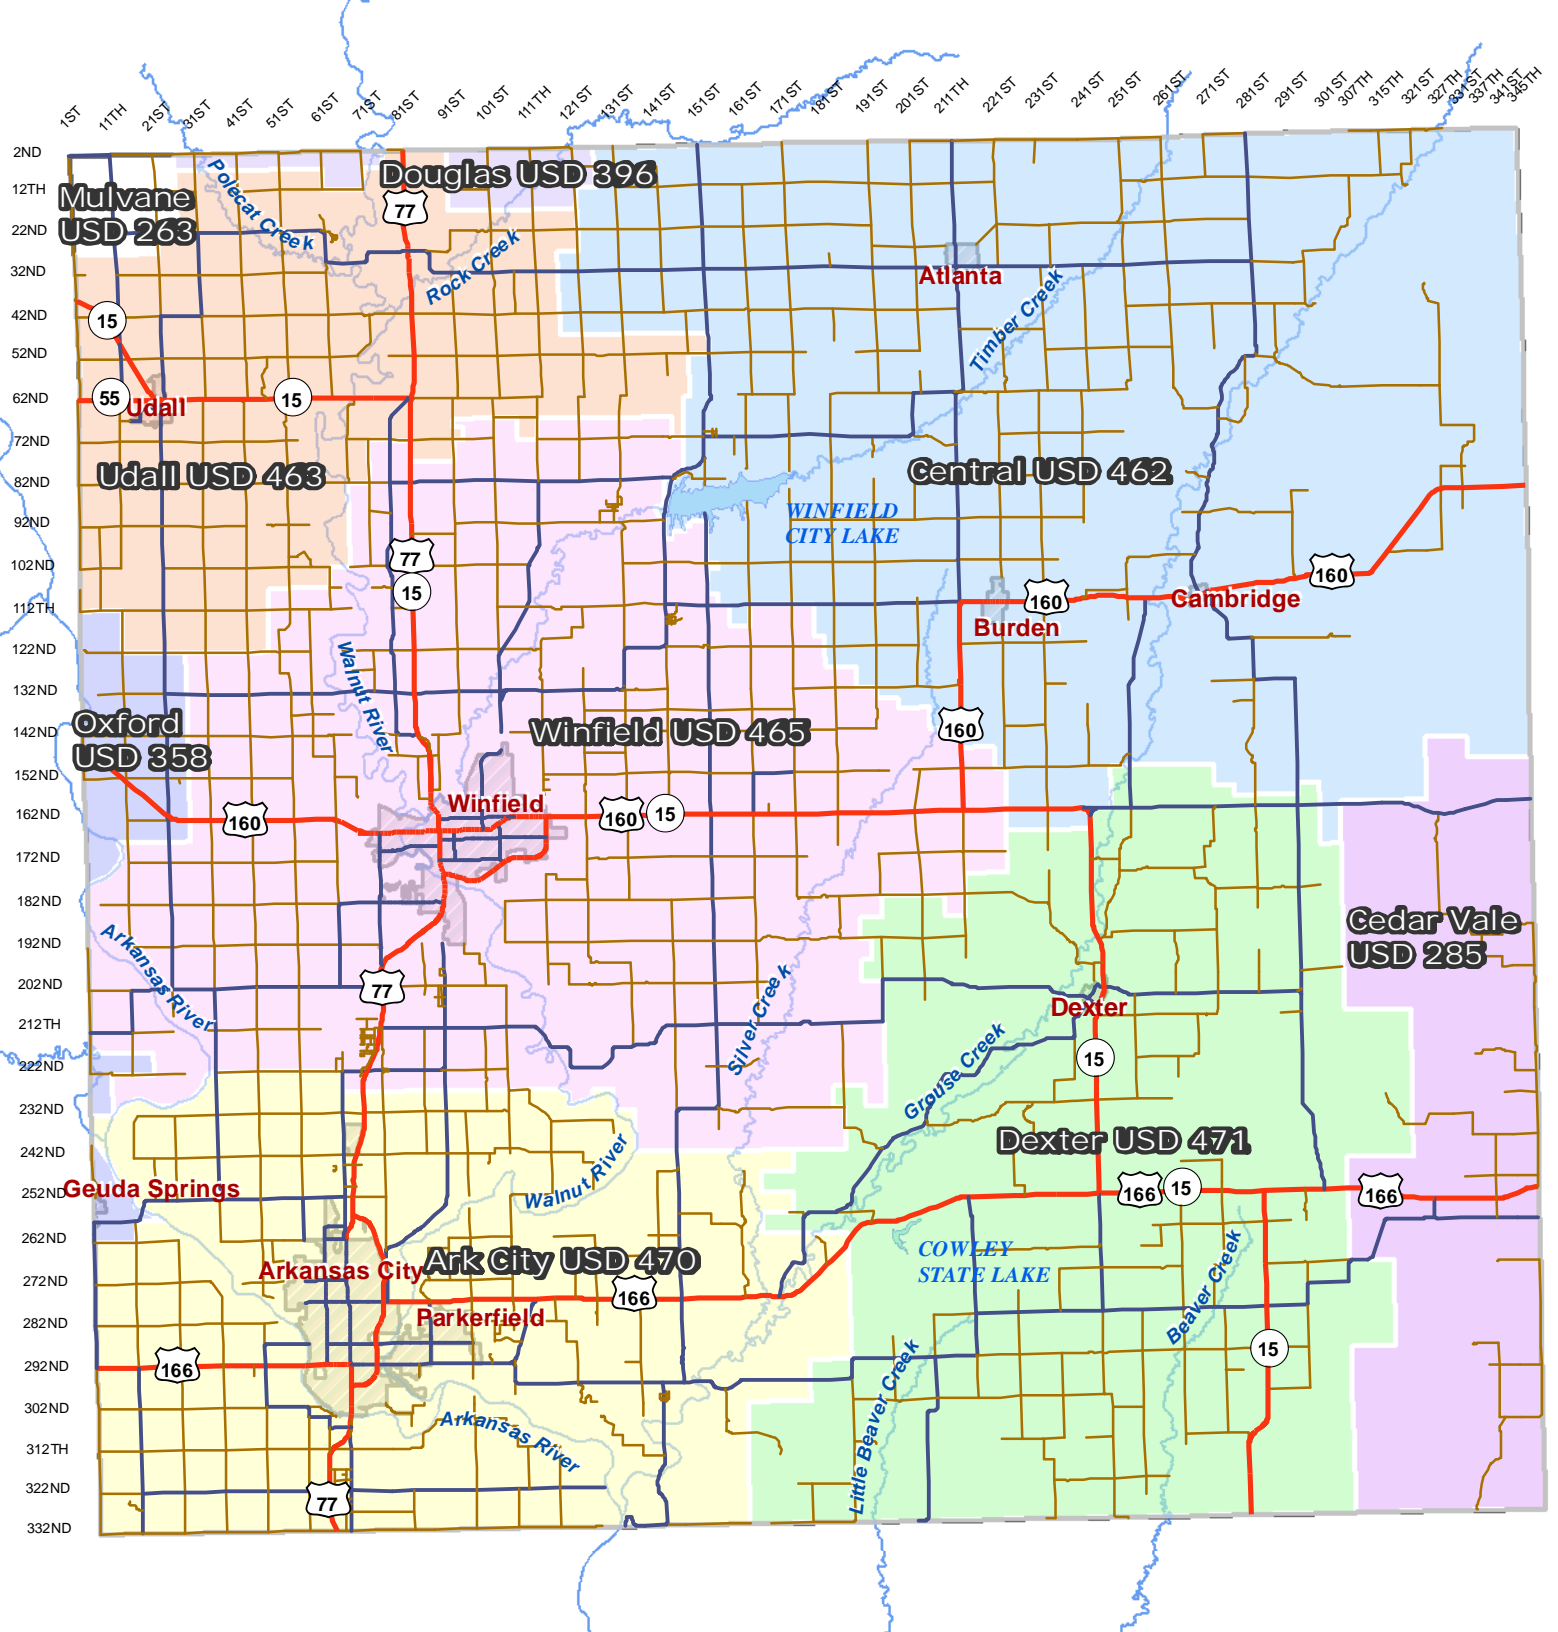 1ST
11TH
21ST
31ST
41ST
51ST
61ST
71ST
81ST
91ST
101ST
111TH
121ST
131ST
141ST
151ST
161ST
171ST
181ST
191ST
201ST
211TH
221ST
231ST
241ST
251ST
261ST
271ST
281ST
291ST
301ST
307TH
315TH
321ST
327TH
331ST
337TH
341ST
345TH
2ND
12TH
22ND
32ND
42ND
52ND
62ND
72ND
82ND
92ND
102ND
112TH
122ND
132ND
142ND
152ND
162ND
172ND
182ND
192ND
202ND
212TH
222ND
232ND
242ND
252ND
262ND
272ND
282ND
292ND
302ND
312TH
322ND
332ND
Mulvane
USD 263
Douglas USD 396
Polecat Creek
77
Rock Creek
Atlanta
Timber Creek
15
55
Udall
15
Udall USD 463
Central USD 462
WINFIELD
CITY LAKE
77
15
160
160
Cambridge
Burden
Walnut River
Oxford
USD 358
Winfield USD 465
160
Winfield
160
160
15
Cedar Vale
USD 285
Arkansas River
77
Silver Creek
Dexter
15
Grouse Creek
Dexter USD 471
166
15
166
Walnut River
Geuda Springs
COWLEY
STATE LAKE
Beaver Creek
Ark City USD 470
Arkansas City
166
Parkerfield
15
166
Little Beaver Creek
Arkansas River
77